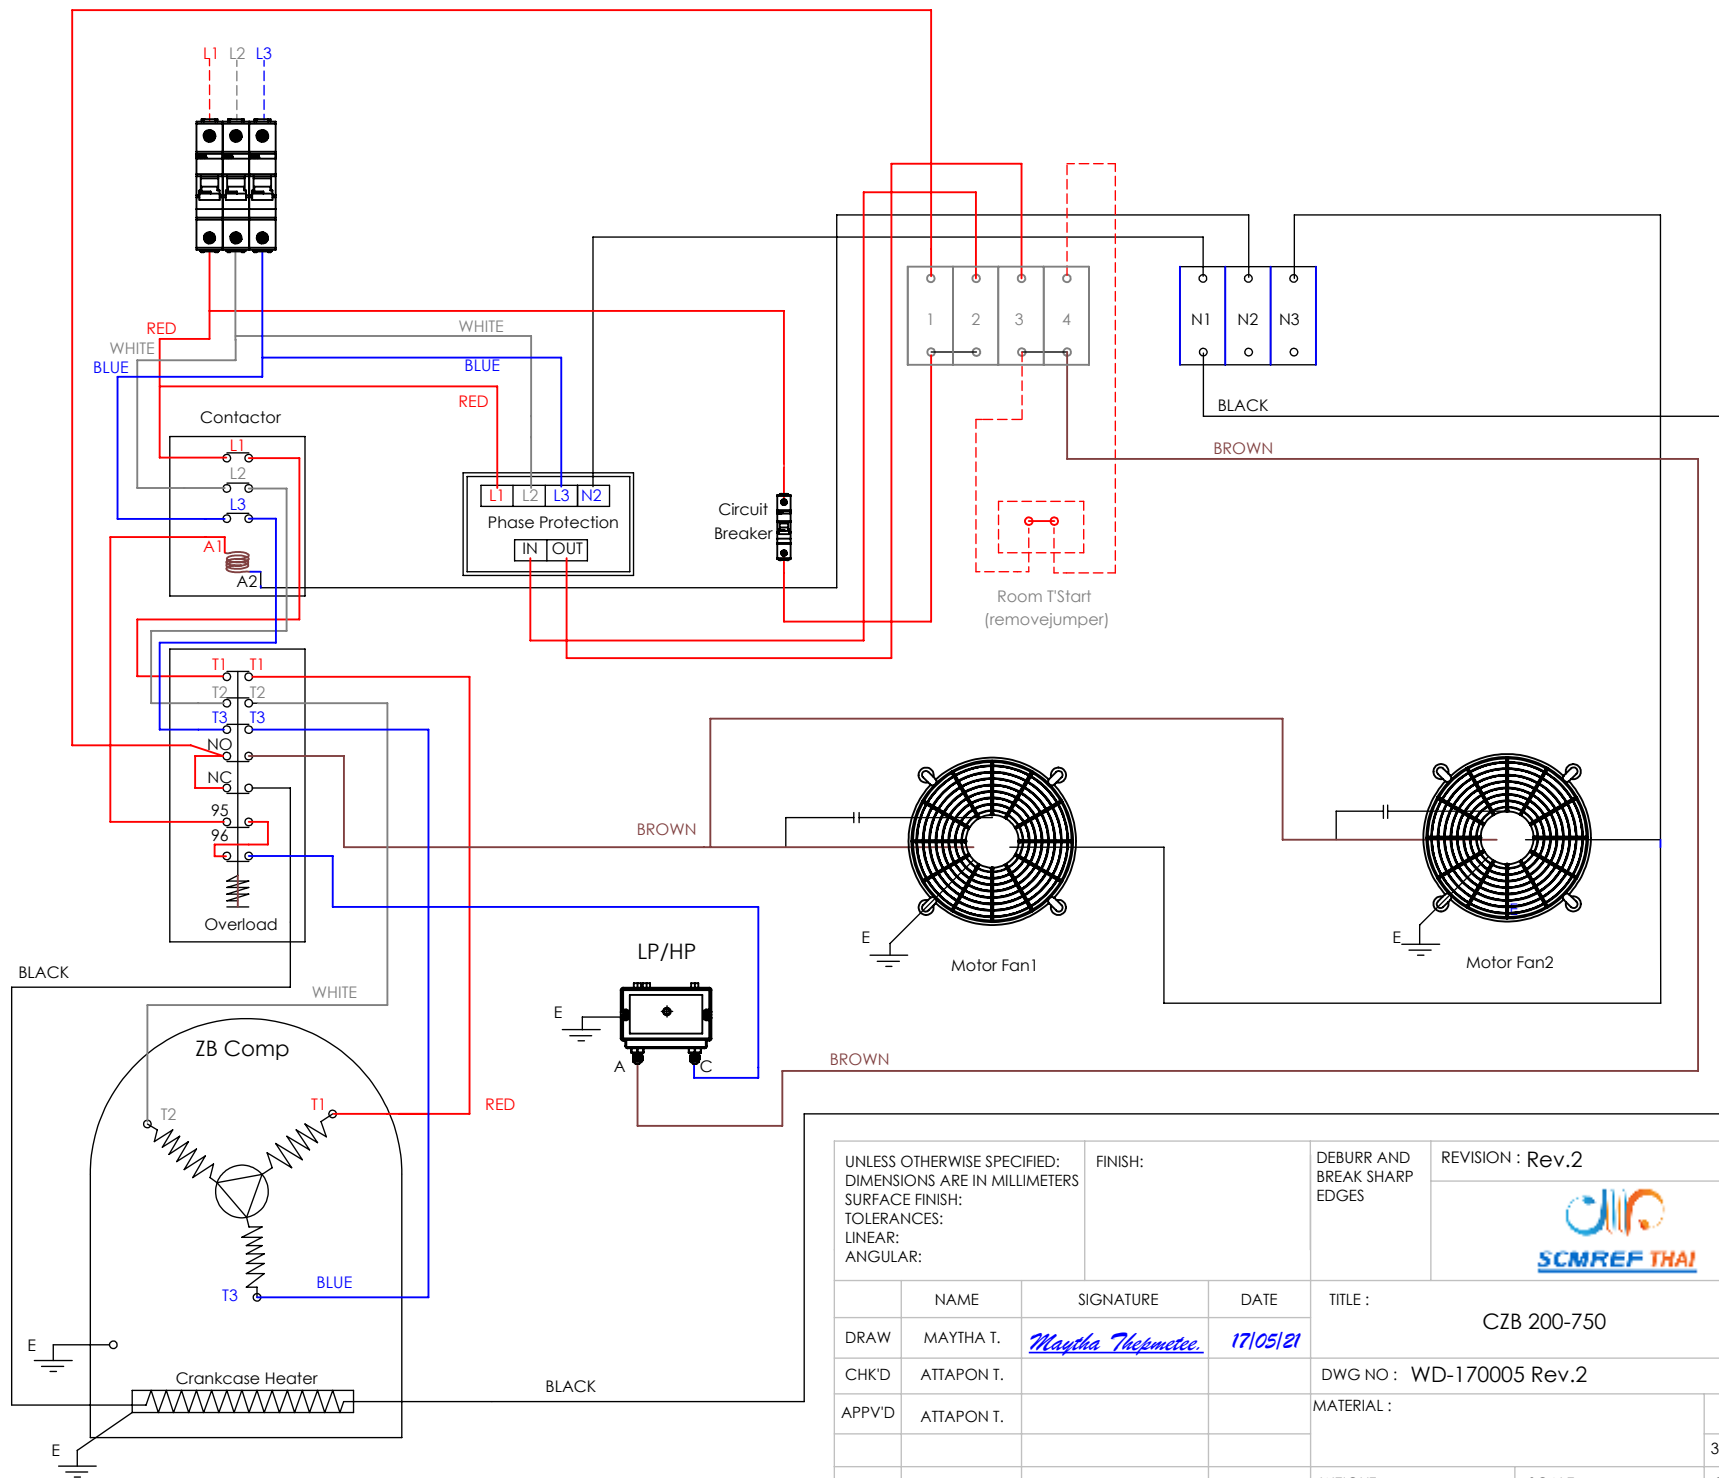 L1 L2 L3
RED
WHITE
BLUE
WHITE
BLUE
RED
Contactor
L1
L2
L3
A1
A2
L1 L2 L3 N2
Phase Protection
IN OUT
Circuit
Breaker
1 2 3 4
N1 N2 N3
BLACK
BROWN
Room T'Start
(removejumper)
T1 T1
T2 T2
T3 T3
NO
NC
95
96
Overload
BROWN
E
Motor Fan1
E
E
Motor Fan2
BLACK
WHITE
LP/HP
E
A
C
BROWN
ZB Comp
T2
T1
RED
T3
BLUE
E
Crankcase Heater
BLACK
E
UNLESS OTHERWISE SPECIFIED:
DIMENSIONS ARE IN MILLIMETERS
SURFACE FINISH:
TOLERANCES:
LINEAR:
ANGULAR:
FINISH:
DEBURR AND
BREAK SHARP
EDGES
REVISION : Rev.2
SCMREF THAI
NAME SIGNATURE DATE
TITLE :
CZB 200-750
DRAW MAYTHA T. Maytha Thepmetee. 17/05/21
CHK'D ATTAPON T.
DWG NO : WD-170005 Rev.2
APPV'D ATTAPON T.
MATERIAL :
3